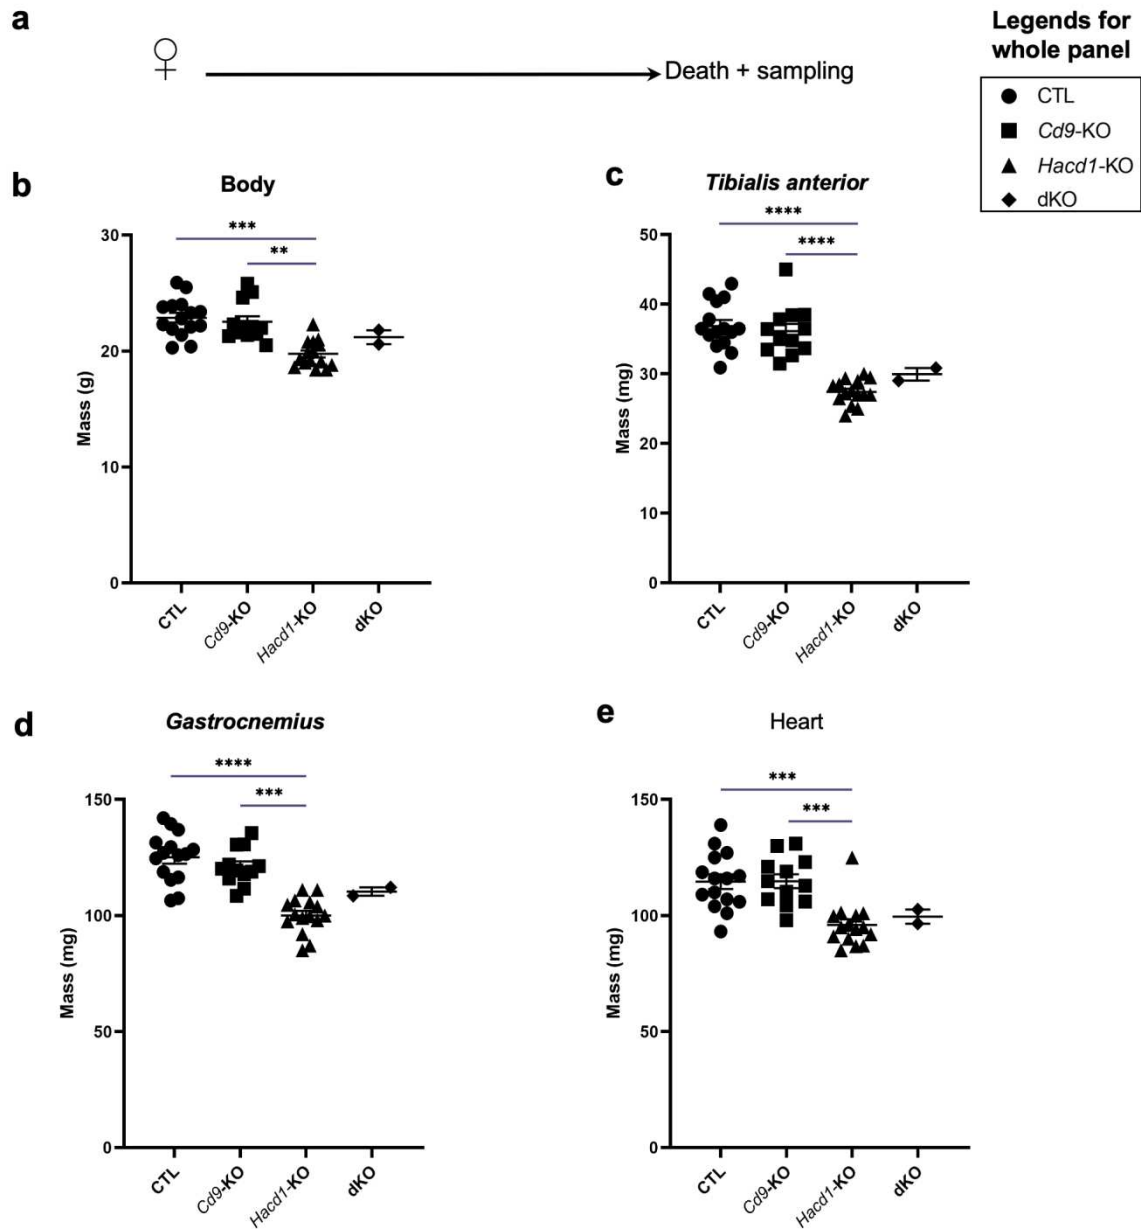 a
♀
Death + sampling
Legends for
whole panel
CTL
Cd9-KO
Hacd1-KO
dKO
b
Body
***
**
30
20
10
0
Mass (g)
CTL
Cd9-KO
Hacd1-KO
dKO
c
Tibialis anterior
****
****
50
40
30
20
10
0
Mass (mg)
CTL
Cd9-KO
Hacd1-KO
dKO
d
Gastrocnemius
****
***
150
100
50
0
Mass (mg)
CTL
Cd9-KO
Hacd1-KO
dKO
e
Heart
***
***
150
100
50
0
Mass (mg)
CTL
Cd9-KO
Hacd1-KO
dKO